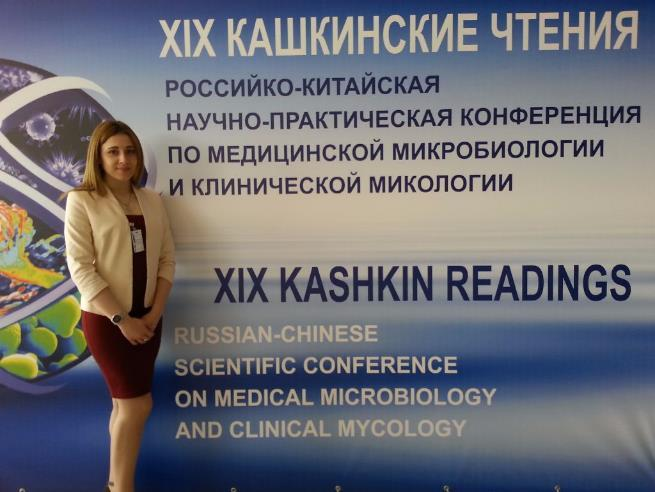 XIX КАШКИНСКИЕ ЧТЕНИЯ
РОССИЙКО-КИТАЙСКАЯ
НАУЧНО-ПРАКТИЧЕСКАЯ КОНФЕРЕНЦИЯ
ПО МЕДИЦИНСКОЙ МИКРОБИОЛОГИИ
И КЛИНИЧЕСКОЙ МИКОЛОГИИ
XIX KASHKIN READINGS
RUSSIAN-CHINESE
SCIENTIFIC CONFERENCE
ON MEDICAL MICROBIOLOGY
AND CLINICAL MYCOLOGY